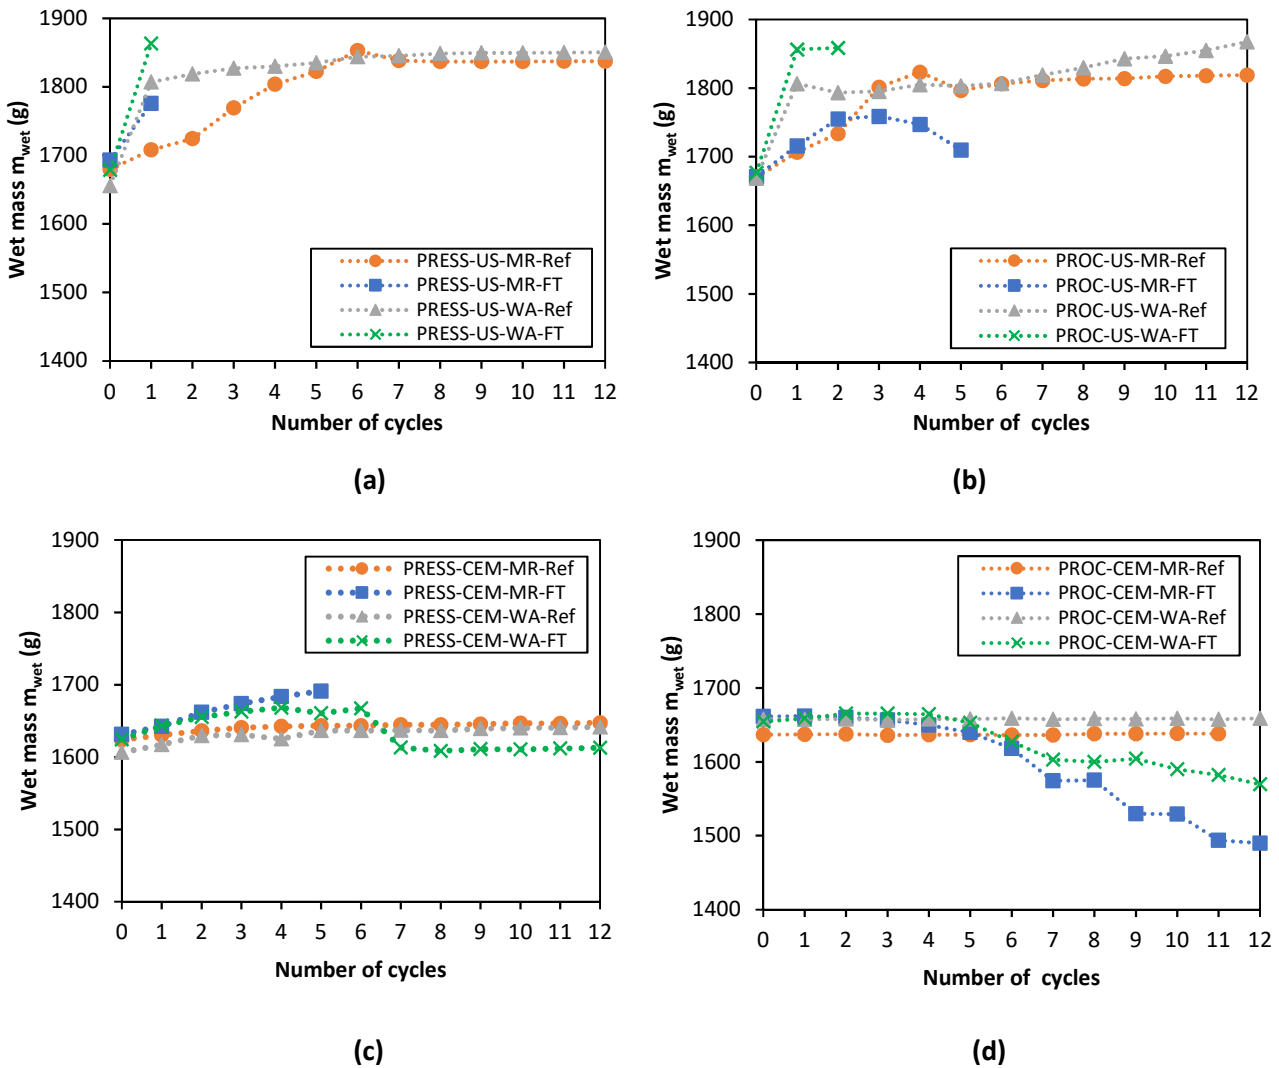 1900
1800
1700
1600
1500
1400
Wet mass m_wet (g)
PRESS-US-MR-Ref
PRESS-US-MR-FT
PRESS-US-WA-Ref
PRESS-US-WA-FT
0 1 2 3 4 5 6 7 8 9 10 11 12
Number of cycles
(a)
1900
1800
1700
1600
1500
1400
Wet mass m_wet (g)
PROC-US-MR-Ref
PROC-US-MR-FT
PROC-US-WA-Ref
PROC-US-WA-FT
0 1 2 3 4 5 6 7 8 9 10 11 12
Number of cycles
(b)
1900
1800
1700
1600
1500
1400
Wet mass m_wet (g)
PRESS-CEM-MR-Ref
PRESS-CEM-MR-FT
PRESS-CEM-WA-Ref
PRESS-CEM-WA-FT
0 1 2 3 4 5 6 7 8 9 10 11 12
Number of cycles
(c)
1900
1800
1700
1600
1500
1400
Wet mass m_wet (g)
PROC-CEM-MR-Ref
PROC-CEM-MR-FT
PROC-CEM-WA-Ref
PROC-CEM-WA-FT
0 1 2 3 4 5 6 7 8 9 10 11 12
Number of cycles
(d)